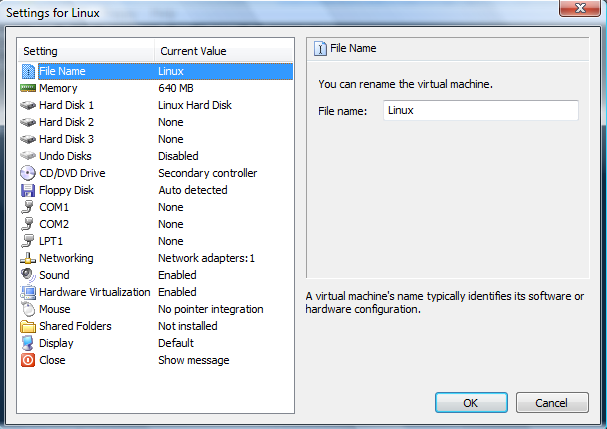 Settings for Linux
Setting Current Value
File Name Linux
Memory 640 MB
Hard Disk 1 Linux Hard Disk
Hard Disk 2 None
Hard Disk 3 None
Undo Disks Disabled
CD/DVD Drive Secondary controller
Floppy Disk Auto detected
COM1 None
COM2 None
LPT1 None
Networking Network adapters:1
Sound Enabled
Hardware Virtualization Enabled
Mouse No pointer integration
Shared Folders Not installed
Display Default
Close Show message
File Name
You can rename the virtual machine.
File name: Linux
A virtual machine's name typically identifies its software or
hardware configuration.
OK Cancel